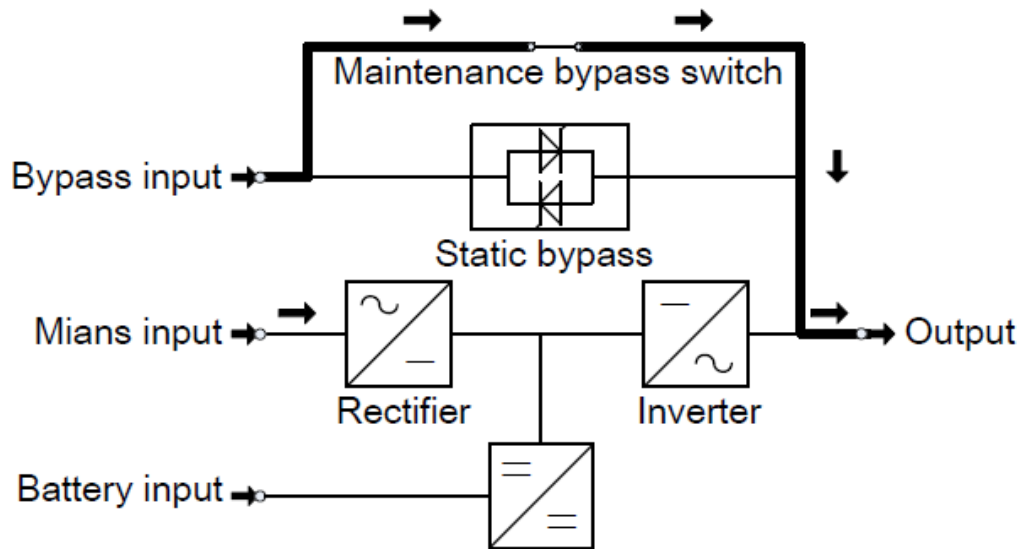 Maintenance bypass switch
Bypass input
Static bypass
Mians input
Output
Rectifier
Inverter
Battery input